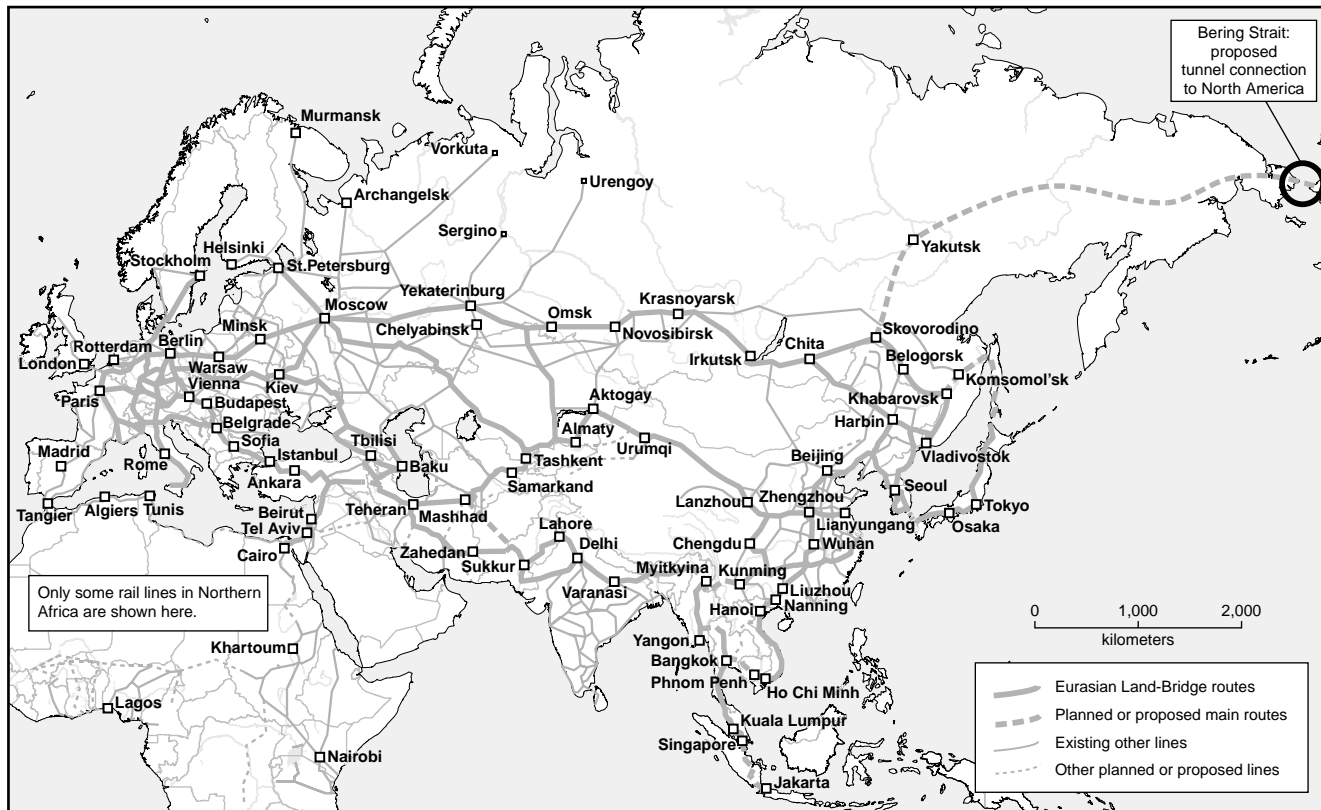 Bering Strait:
proposed
tunnel connection
to North America
Murmansk
Vorkuta
Urengoy
Archangelsk
Sergino
Yakutsk
Helsinki
Stockholm
St.Petersburg
Yekaterinburg
Krasnoyarsk
Moscow
Omsk
Chelyabinsk
Novosibirsk
Minsk
Skovorodino
Berlin
Rotterdam
Chita
Irkutsk
Belogorsk
London
Warsaw
Komsomol'sk
Vienna
Kiev
Paris
Budapest
Aktogay
Khabarovsk
Belgrade
Harbin
Almaty
Sofia
Tbilisi
Urumqi
Madrid
Istanbul
Vladivostok
Rome
Baku
Tashkent
Beijing
Ankara
Samarkand
Seoul
Lanzhou
Zhengzhou
Tangier
Algiers
Tunis
Beirut
Teheran
Mashhad
Tokyo
Tel Aviv
Lahore
Lianyungang
Osaka
Cairo
Zahedan
Delhi
Chengdu
Wuhan
Sukkur
Myitkyina
Kunming
Varanasi
Liuzhou
Nanning
Hanoi
Only some rail lines in Northern
Africa are shown here.
0 1,000 2,000
kilometers
Khartoum
Yangon
Bangkok
Phnom Penh
Ho Chi Minh
Lagos
Kuala Lumpur
Singapore
Nairobi
Jakarta
Eurasian Land-Bridge routes
Planned or proposed main routes
Existing other lines
Other planned or proposed lines